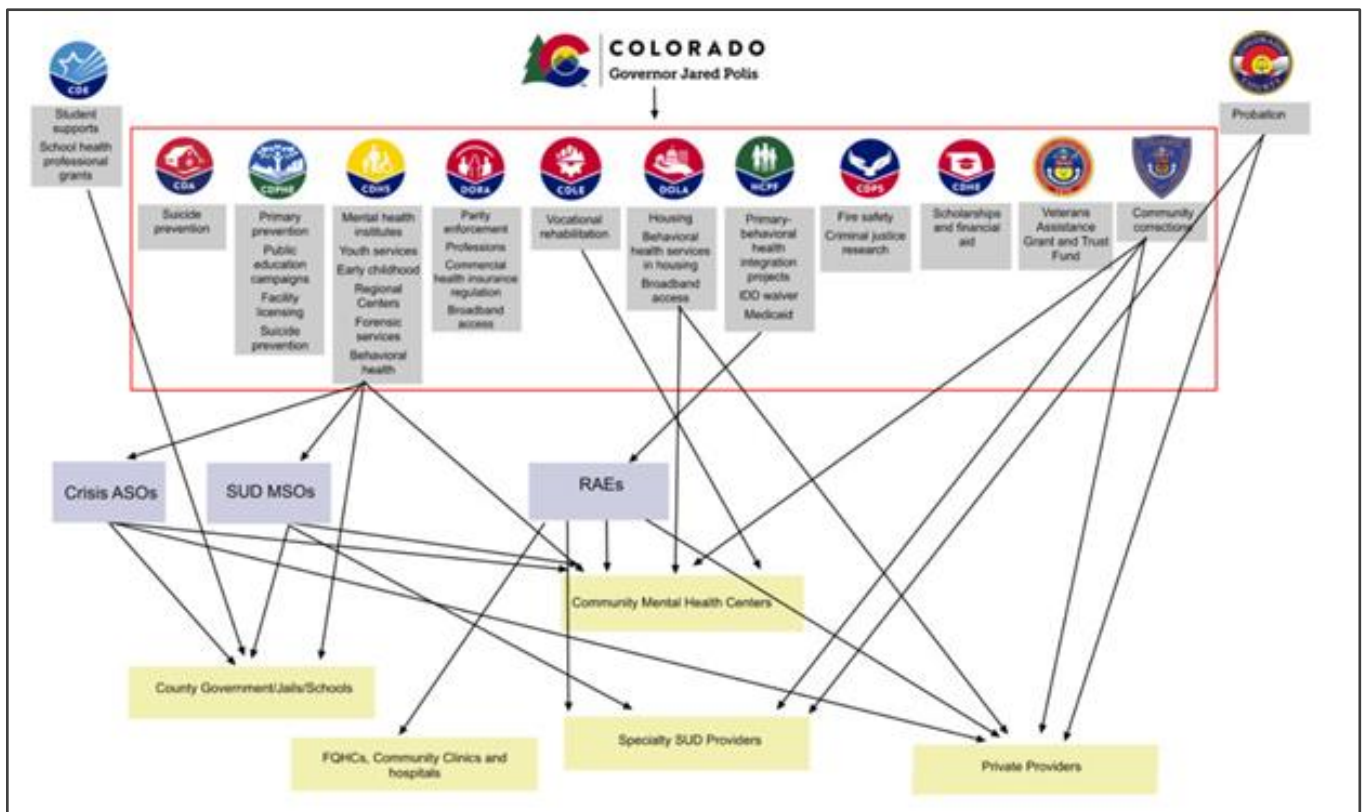 COLORADO
Governor Jared Polis
CDE
Student
supports
School health
professional
grants
Probation
CDA
Suicide
prevention
CDPHE
Primary
prevention
Public
education
campaigns
Facility
licensing
Suicide
prevention
CDHS
Mental health
institutes
Youth services
Early childhood
Regional
Centers
Forensic
services
Behavioral
health
DORA
Parity
enforcement
Professions
Commercial
health insurance
regulation
Broadband
access
CDLE
Vocational
rehabilitation
DOLA
Housing
Behavioral
health services
in housing
Broadband
access
HCPF
Primary-
behavioral
health
integration
projects
IDD waiver
Medicaid
CDPS
Fire safety
Criminal justice
research
CDHE
Scholarships
and financial
aid
Veterans
Assistance
Grant and Trust
Fund
Community
corrections
Crisis ASOs
SUD MSOs
RAEs
Community Mental Health Centers
County Government/Jails/Schools
Specialty SUD Providers
FQHCs, Community Clinics and
hospitals
Private Providers